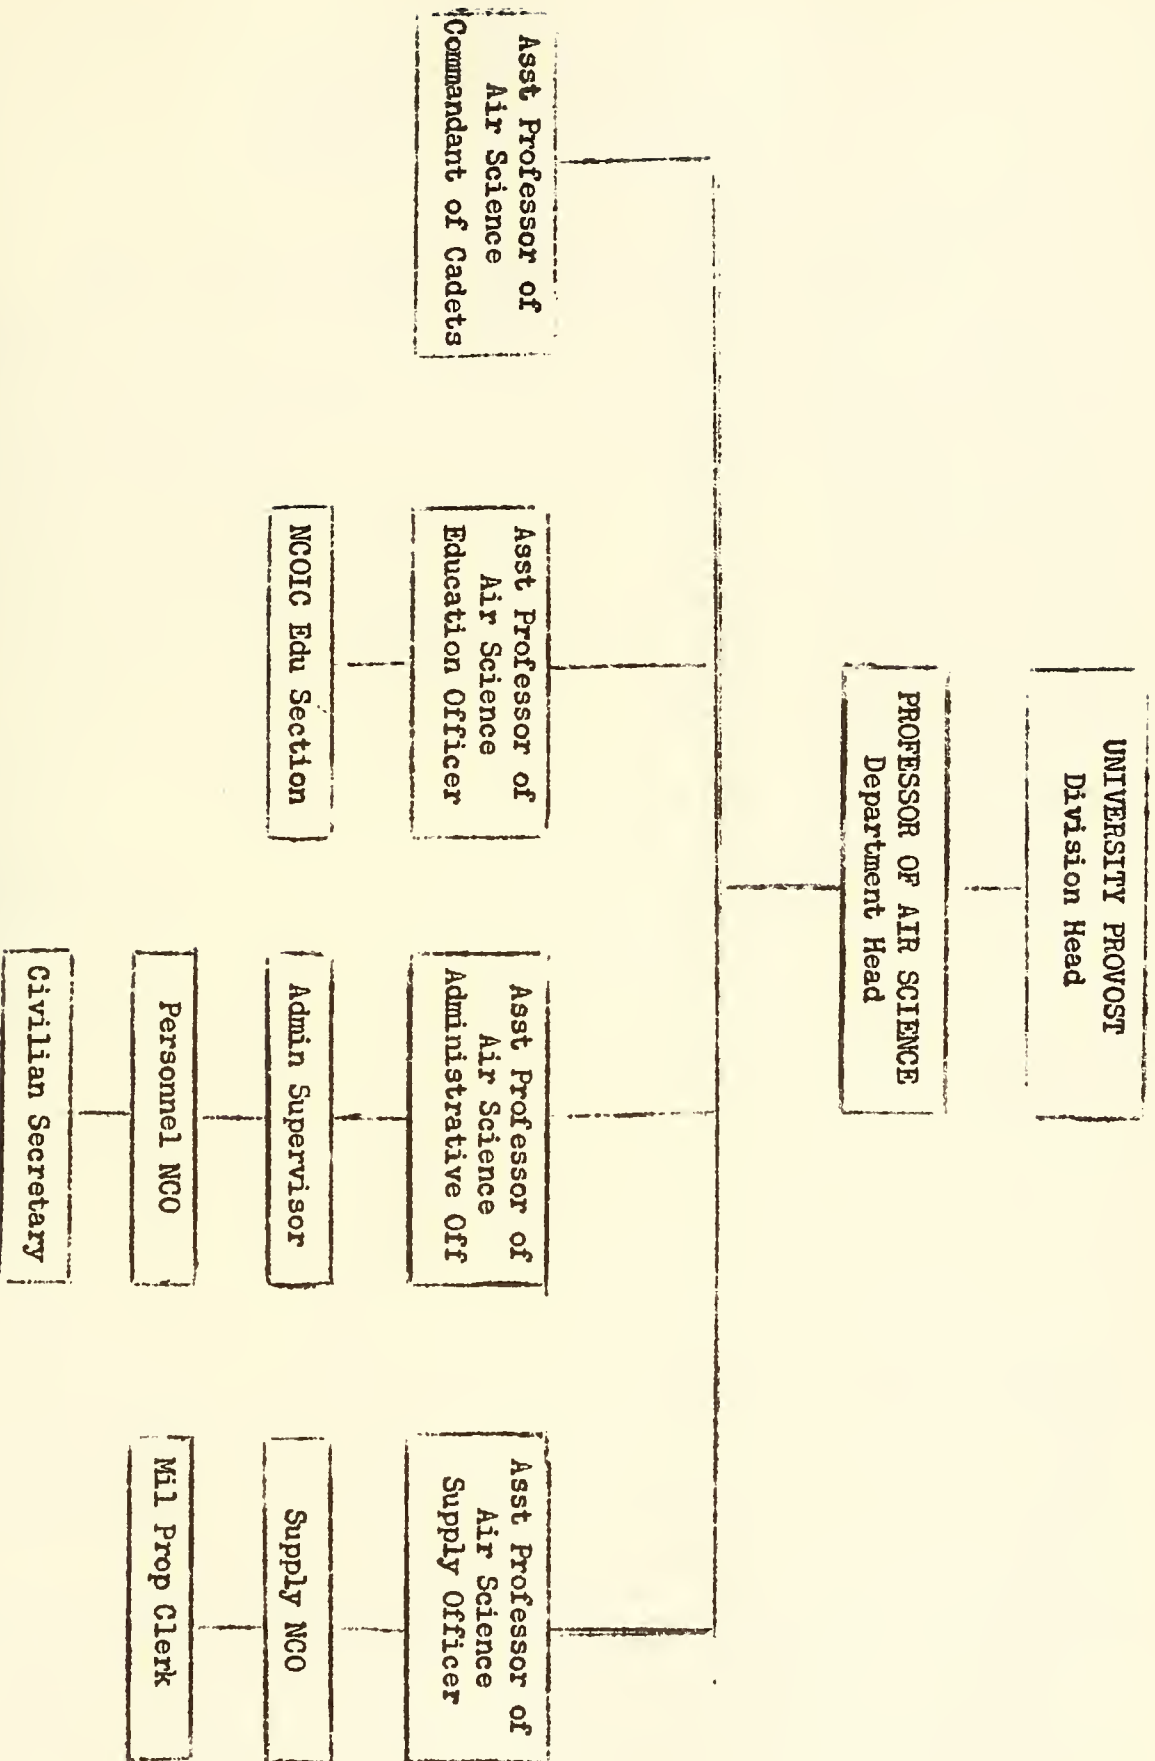 UNIVERSITY PROVOST
Division Head
PROFESSOR OF AIR SCIENCE
Department Head
Asst Professor of
Air Science
Commandant of Cadets
Asst Professor of
Air Science
Education Officer
NCOIC Edu Section
Asst Professor of
Air Science
Administrative Off
Admin Supervisor
Personnel NCO
Civilian Secretary
Asst Professor of
Air Science
Supply Officer
Supply NCO
Mil Prop Clerk